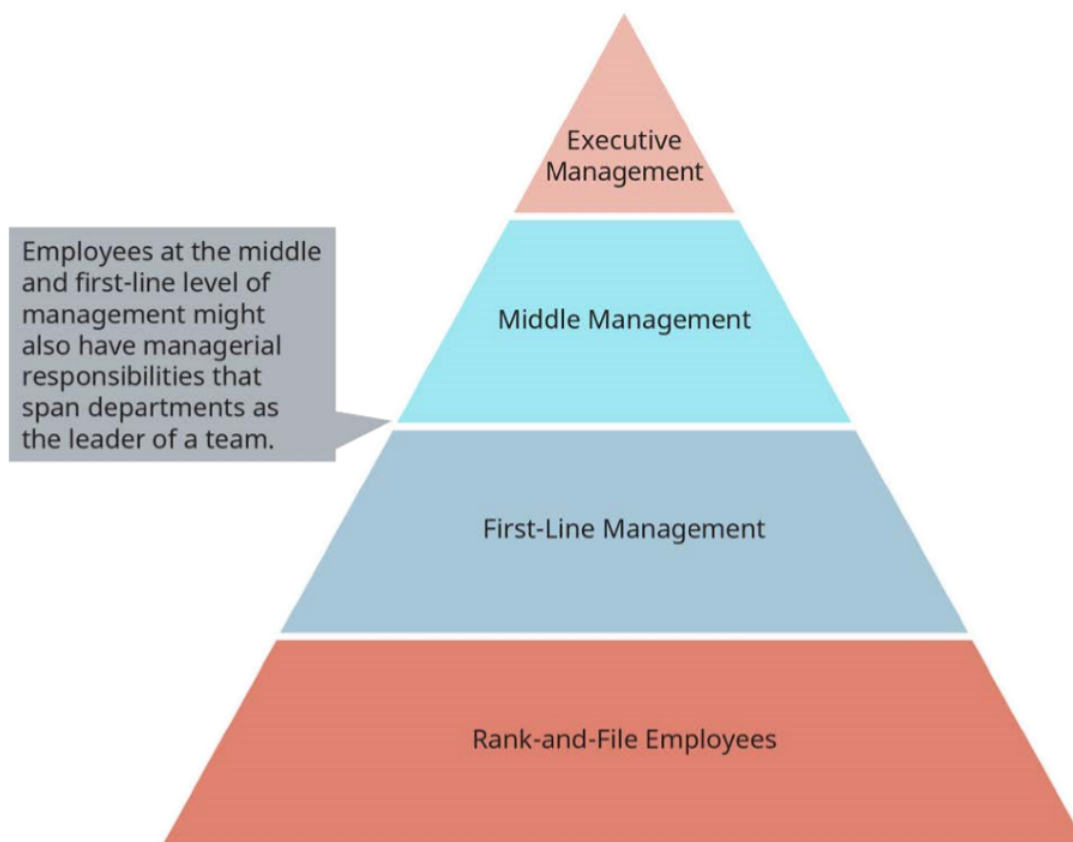 Executive
Management
Employees at the middle
and first-line level of
management might
also have managerial
responsibilities that
span departments as
the leader of a team.
Middle Management
First-Line Management
Rank-and-File Employees